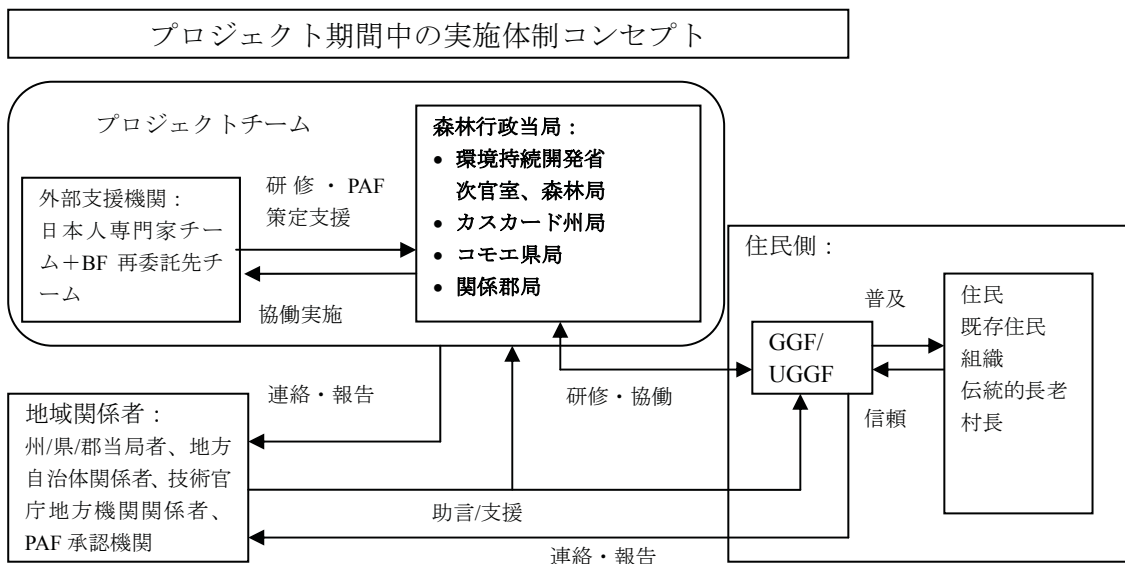 プロジェクト期間中の実施体制コンセプト
プロジェクトチーム
外部支援機関：
日本人専門家チー
ム＋BF 再委託先チ
ーム
研修・PAF
策定支援
協働実施
森林行政当局：
• 環境持続開発省
次官室、森林局
• カスカード州局
• コモエ県局
• 関係郡局
住民側：
普及
GGF/
UGGF
信頼
住民
既存住民
組織
伝統的長老
村長
連絡・報告
研修・協働
地域関係者：
州/県/郡当局者、地方
自治体関係者、技術官
庁地方機関関係者、
PAF 承認機関
助言/支援
連絡・報告